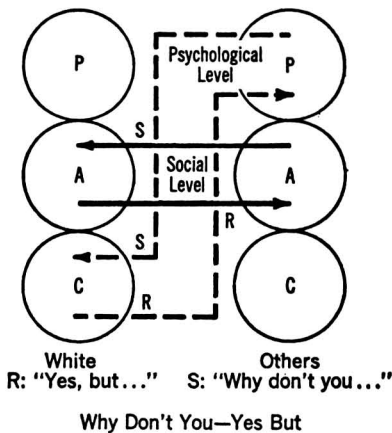 P
Psychological
Level
P
S
A
Social
Level
A
S
R
C
R
C
White
Others
R: "Yes, but..."
S: "Why don't you..."
Why Don't You—Yes But